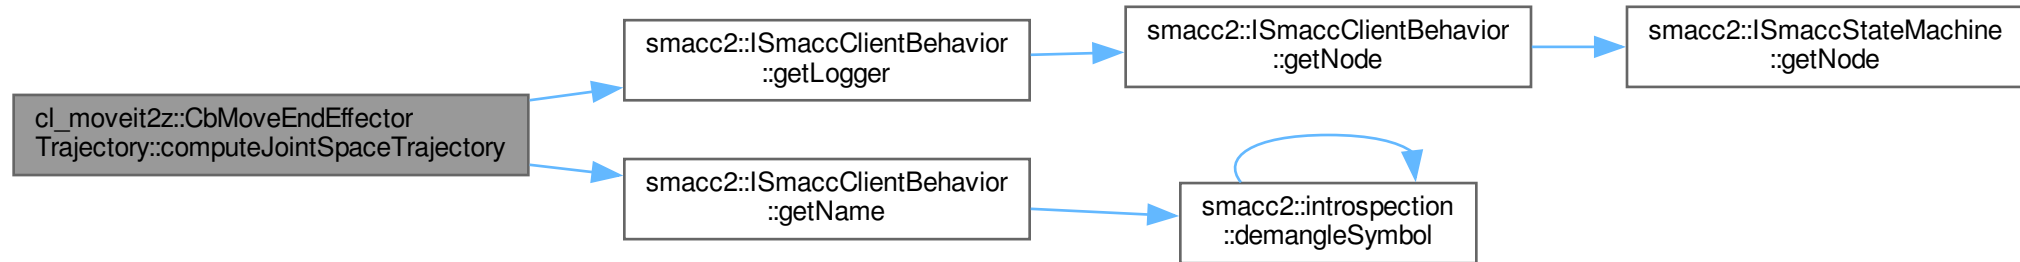 cl_moveit2z::CbMoveEndEffector
Trajectory::computeJointSpaceTrajectory
smacc2::ISmaccClientBehavior
::getLogger
smacc2::ISmaccClientBehavior
::getNode
smacc2::ISmaccStateMachine
::getNode
smacc2::ISmaccClientBehavior
::getName
smacc2::introspection
::demangleSymbol